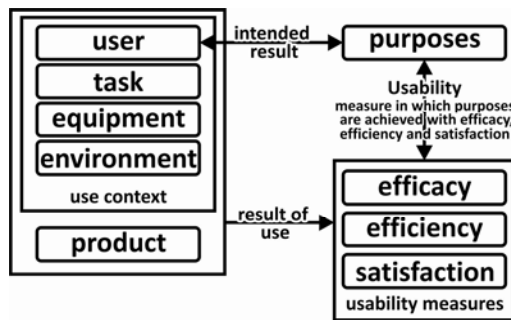 user
task
equipment
environment
use context
product
intended
result
purposes
Usability
measure in which purposes
are achieved with efficacy,
efficiency and satisfaction
result of
use
efficacy
efficiency
satisfaction
usability measures